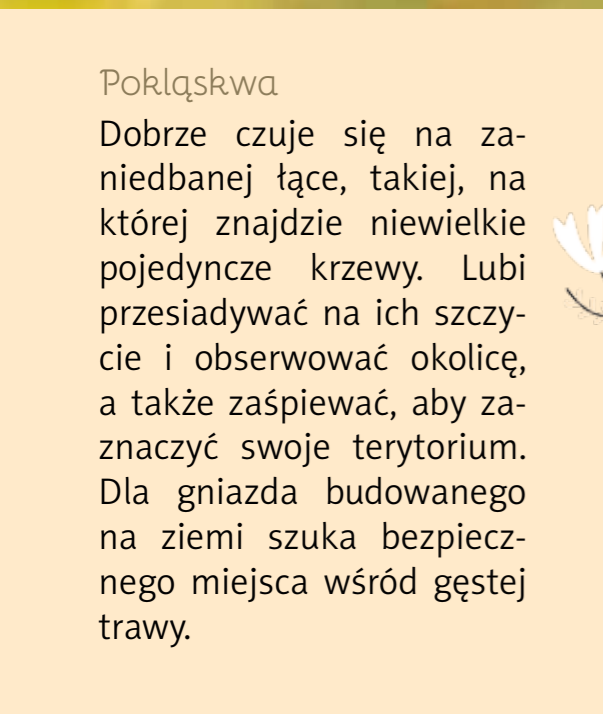 Pokląskwa
Dobrze czuje się na za-
niedbanej łące, takiej, na
której znajdzie niewielkie
pojedyncze krzewy. Lubi
przesiadywać na ich szczy-
cie i obserwować okolicę,
a także zaśpiewać, aby za-
znaczyć swoje terytorium.
Dla gniazda budowanego
na ziemi szuka bezpiecz-
nego miejsca wśród gęstej
trawy.